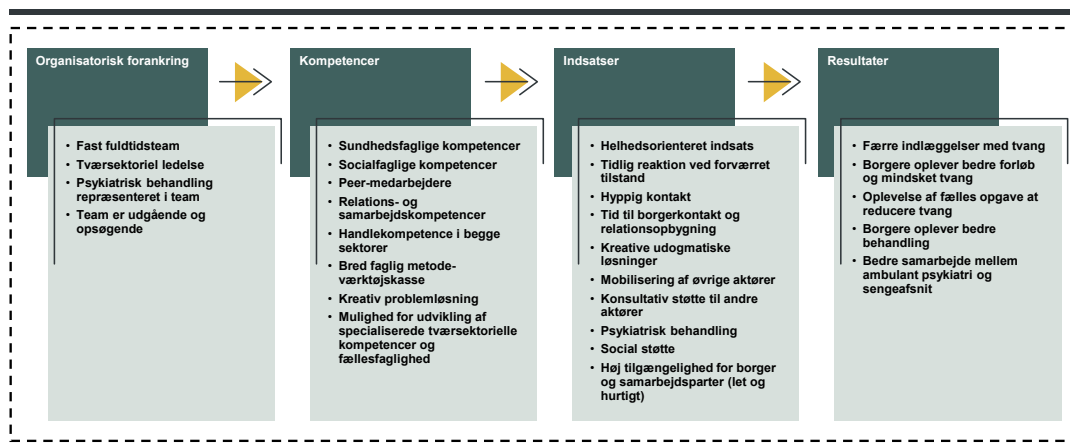 Organisatorisk forankring
• Fast fuldtidsteam
• Tværsektoriel ledelse
• Psykiatrisk behandling
repræsenteret i team
• Team er udgående og
opsøgende
Kompetencer
• Sundhedsfaglige kompetencer
• Socialfaglige kompetencer
• Peer-medarbejdere
• Relations- og
samarbejdskompetencer
• Handlekompetence i begge
sektorer
• Bred faglig metode-
værktøjskasse
• Kreativ problemløsning
• Mulighed for udvikling af
specialiserede tværsektorielle
kompetencer og
fællesfaglighed
Indsatser
• Helhedsorienteret indsats
• Tidlig reaktion ved forværret
tilstand
• Hyppig kontakt
• Tid til borgerkontakt og
relationsopbygning
• Kreative udogmatiske
løsninger
• Mobilisering af øvrige aktører
• Konsultativ støtte til andre
aktører
• Psykiatrisk behandling
• Social støtte
• Høj tilgængelighed for borger
og samarbejdsparter (let og
hurtigt)
Resultater
• Færre indlæggelser med tvang
• Borgere oplever bedre forløb
og mindsket tvang
• Oplevelse af fælles opgave at
reducere tvang
• Borgere oplever bedre
behandling
• Bedre samarbejde mellem
ambulant psykiatri og
sengeafsnit